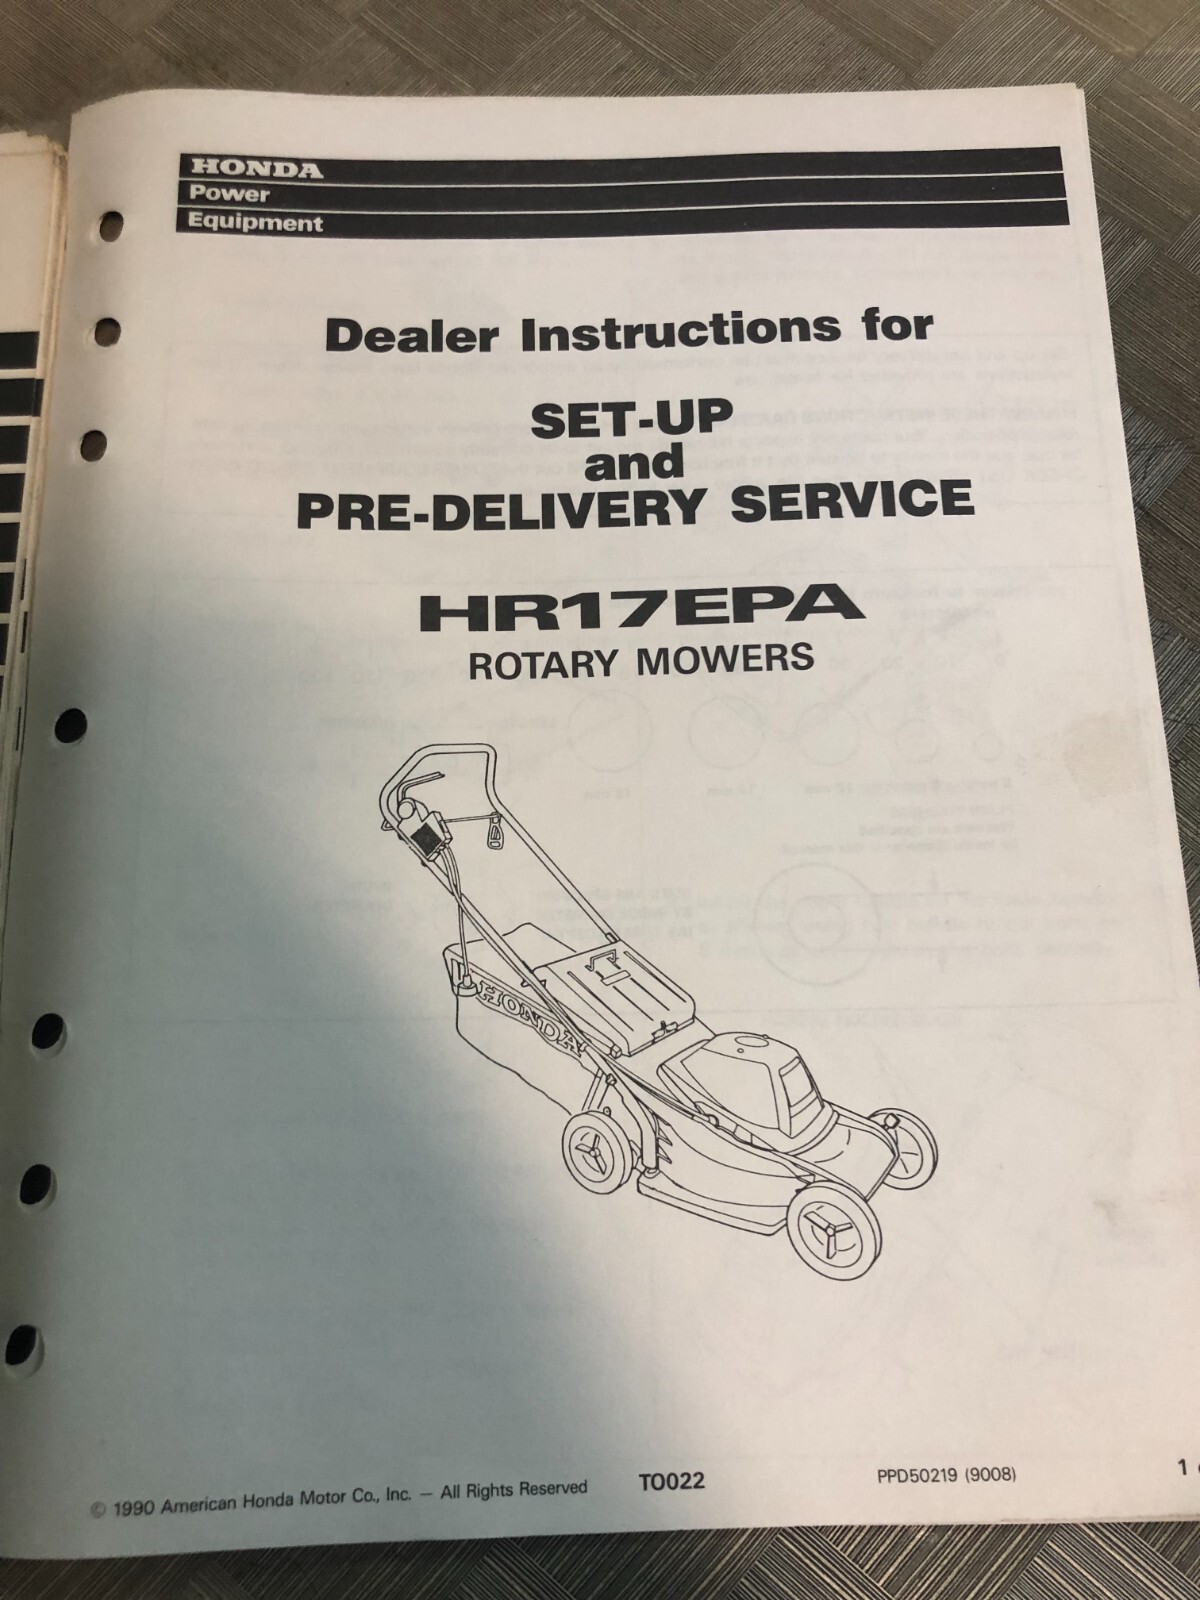 HONDA
Power
Equipment
Dealer Instructions for
SET-UP
and
PRE-DELIVERY SERVICE
HR17EPA
ROTARY MOWERS
HONDA
© 1990 American Honda Motor Co., Inc. — All Rights Reserved
TO022
PPD50219 (9008)
1